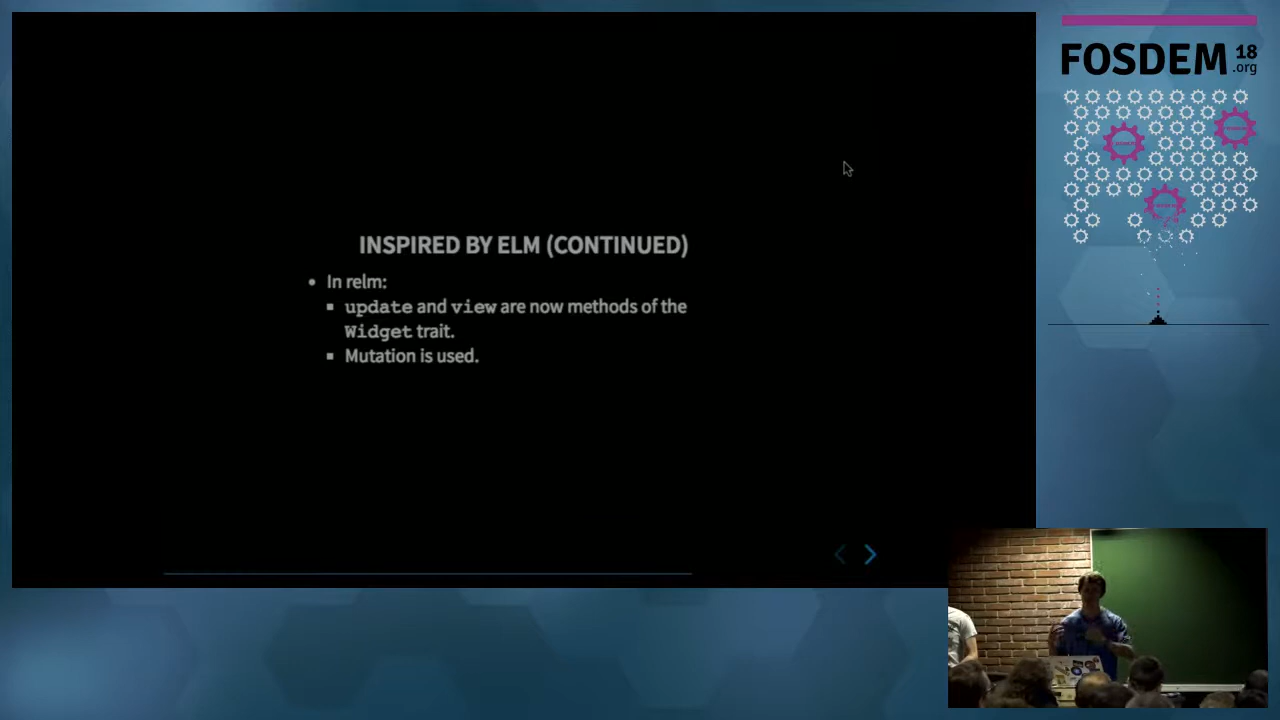 INSPIRED BY ELM (CONTINUED)
• In relm:
▪ update and view are now methods of the
Widget trait.
▪ Mutation is used.
FOSDEM 18
.org